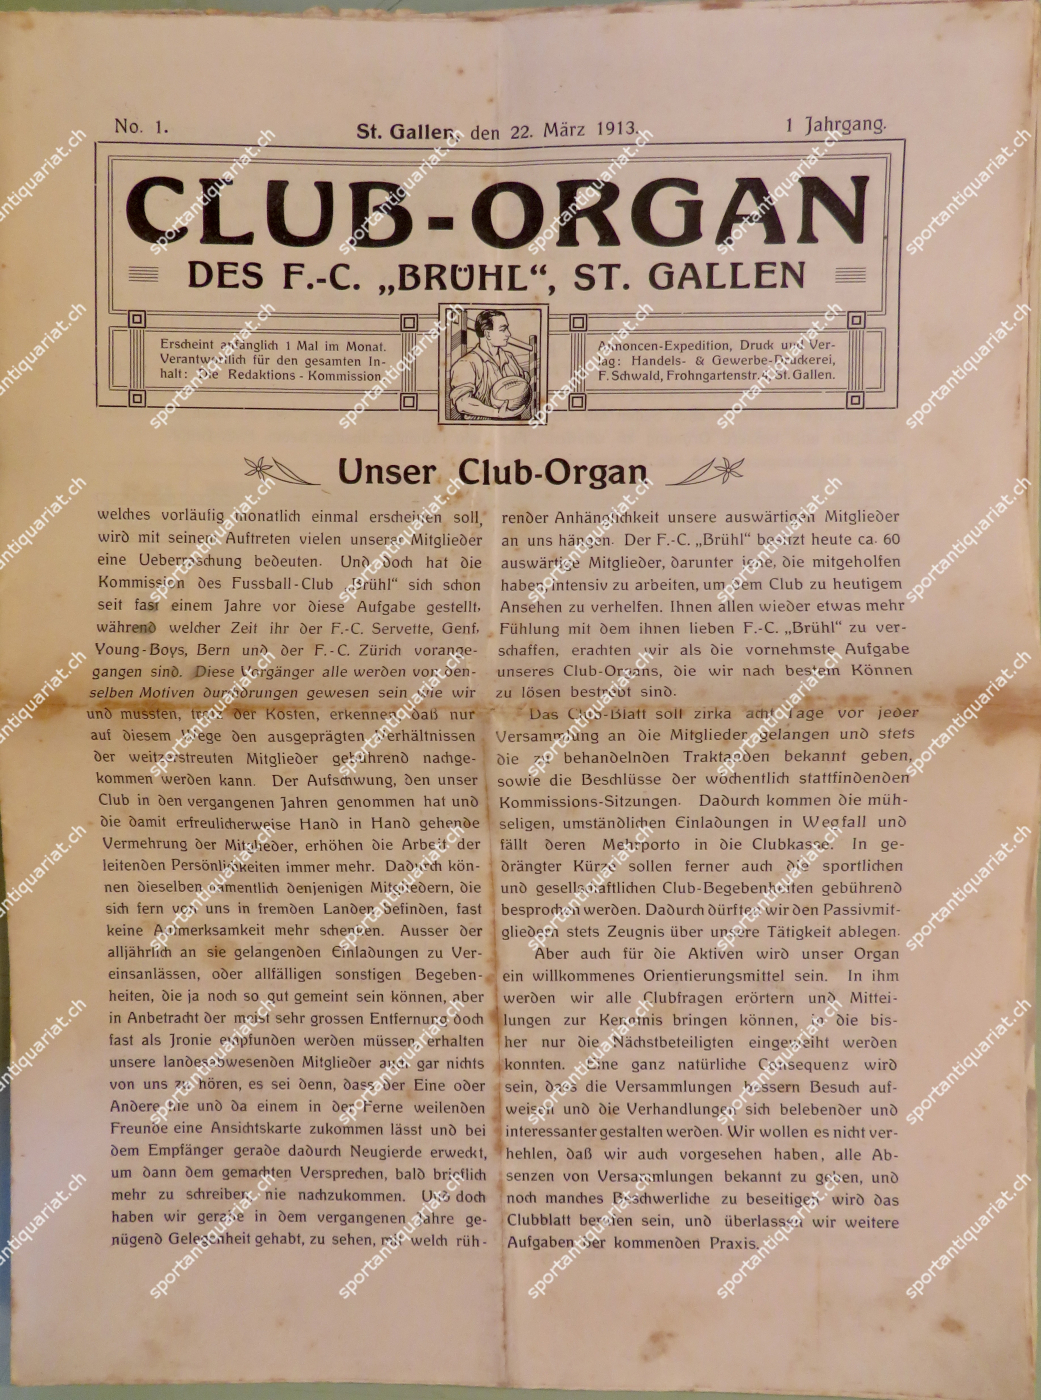 No. 1.
St. Gallen, den 22. März 1913.
1 Jahrgang.
CLUB-ORGAN
DES F.-C. „BRÜHL“, ST. GALLEN
Erscheint anfänglich 1 Mal im Monat.
Verantwortlich für den gesamten In-
halt: Die Redaktions-Kommission
Annoncen-Expedition, Druck und Ver-
lag: Handels- & Gewerbe-Druckerei,
F. Schwald, Frohngartenstr. St. Gallen.
Unser Club-Organ
welches vorläufig monatlich einmal erscheinen soll,
wird mit seinem Auftreten vielen unserer Mitglieder
eine Ueberraschung bedeuten. Und doch hat die
Kommission des Fussball-Club „Brühl“ sich schon
seit fast einem Jahre vor diese Aufgabe gestellt,
während welcher Zeit ihr der F.-C. Servette, Genf,
Young-Boys, Bern und der F.-C. Zürich vorange-
gangen sind. Diese Vorgänger alle werden von den-
selben Motiven durchdrungen gewesen sein wie wir
und mussten, trotz der Kosten, erkennen, daß nur
auf diesem Wege den ausgeprägten Verhältnissen
der weitzerstreuten Mitglieder gebührend nachge-
kommen werden kann. Der Aufschwung, den unser
Club in den vergangenen Jahren genommen hat und
die damit erfreulicherweise Hand in Hand gehende
Vermehrung der Mitglieder, erhöhen die Arbeit der
leitenden Persönlichkeiten immer mehr. Dadurch kön-
nen dieselben namentlich denjenigen Mitgliedern, die
sich fern von uns in fremden Landen befinden, fast
keine Aufmerksamkeit mehr schenken. Ausser der
alljährlich an sie gelangenden Einladungen zu Ver-
einsanlässen, oder allfälligen sonstigen Begeben-
heiten, die ja noch so gut gemeint sein können, aber
in Anbetracht der meist sehr grossen Entfernung doch
fast als Jronie empfunden werden müssen, erhalten
unsere landesabwesenden Mitglieder auch gar nichts
von uns zu hören, es sei denn, dass der Eine oder
Andere hie und da einem in der Ferne weilenden
Freunde eine Ansichtskarte zukommen lässt und bei
dem Empfänger gerade dadurch Neugierde erweckt,
um dann dem gemachten Versprechen, bald brieflich
mehr zu schreiben, nie nachzukommen. Und doch
haben wir gerade in dem vergangenen Jahre ge-
nügend Gelegenheit gehabt, zu sehen, mit welch rüh-
render Anhänglichkeit unsere auswärtigen Mitglieder
an uns hängen. Der F.-C. „Brühl“ besitzt heute ca. 60
auswärtige Mitglieder, darunter jene, die mitgeholfen
haben, intensiv zu arbeiten, um dem Club zu heutigem
Ansehen zu verhelfen. Ihnen allen wieder etwas mehr
Fühlung mit dem ihnen lieben F.-C. „Brühl“ zu ver-
schaffen, erachten wir als die vornehmste Aufgabe
unseres Club-Organs, die wir nach bestem Können
zu lösen bestrebt sind.
Das Club-Blatt soll zirka acht Tage vor jeder
Versammlung an die Mitglieder gelangen und stets
die zu behandelnden Traktanden bekannt geben,
sowie die Beschlüsse der wöchentlich stattfindenden
Kommissions-Sitzungen. Dadurch kommen die müh-
seligen, umständlichen Einladungen in Wegfall und
fällt deren Mehrporto in die Clubkasse. In ge-
drängter Kürze sollen ferner auch die sportlichen
und gesellschaftlichen Club-Begebenheiten gebührend
besprochen werden. Dadurch dürften wir den Passivmit-
gliedern stets Zeugnis über unsere Tätigkeit ablegen.
Aber auch für die Aktiven wird unser Organ
ein willkommenes Orientierungsmittel sein. In ihm
werden wir alle Clubfragen erörtern und Mittei-
lungen zur Kenntnis bringen können, in die bis-
her nur die Nächstbeteiligten eingeweiht werden
konnten. Eine ganz natürliche Consequenz wird
sein, dass die Versammlungen bessern Besuch auf-
weisen und die Verhandlungen sich belebender und
interessanter gestalten werden. Wir wollen es nicht ver-
hehlen, daß wir auch vorgesehen haben, alle Ab-
senzen von Versammlungen bekannt zu geben, und
noch manches Beschwerliche zu beseitigen wird das
Clubblatt berufen sein, und überlassen wir weitere
Aufgaben der kommenden Praxis.
sportantiquariat.ch